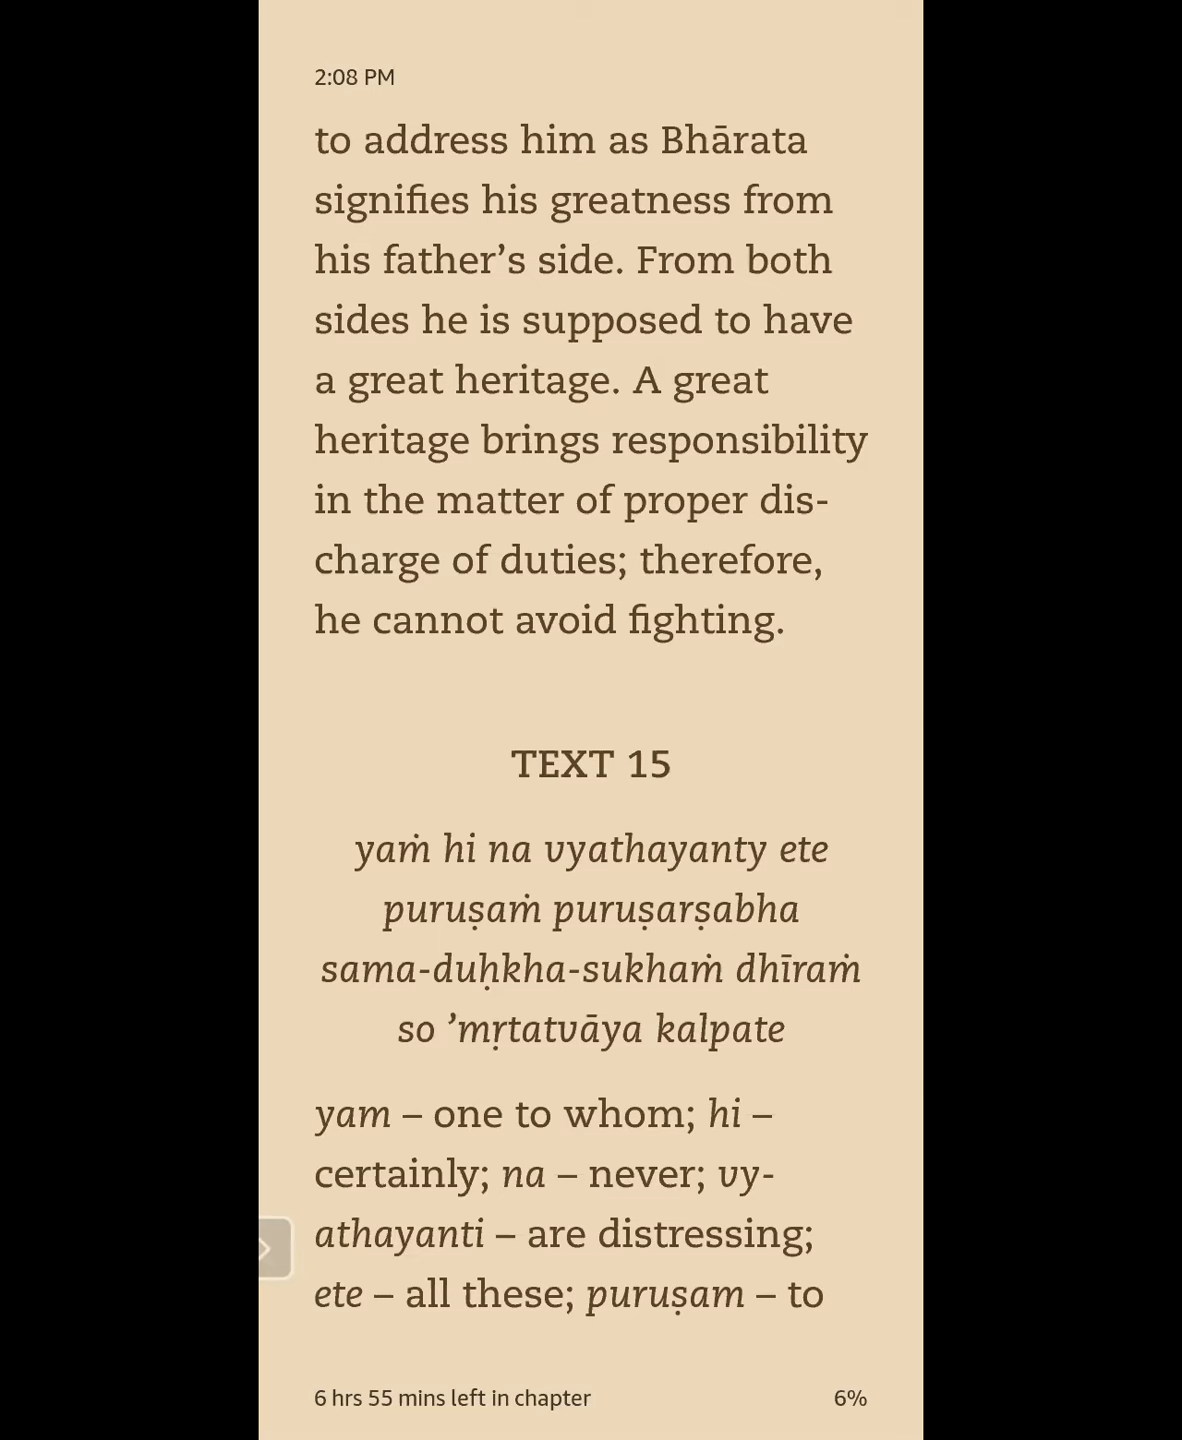 2:08 PM
to address him as Bhārata
signifies his greatness from
his father’s side. From both
sides he is supposed to have
a great heritage. A great
heritage brings responsibility
in the matter of proper dis-
charge of duties; therefore,
he cannot avoid fighting.
TEXT 15
yaṁ hi na vyathayanty ete
puruṣaṁ puruṣarṣabha
sama-duḥkha-sukhaṁ dhīraṁ
so ’mṛtatvāya kalpate
yam – one to whom; hi –
certainly; na – never; vy-
athayanti – are distressing;
ete – all these; puruṣam – to
6 hrs 55 mins left in chapter 6%